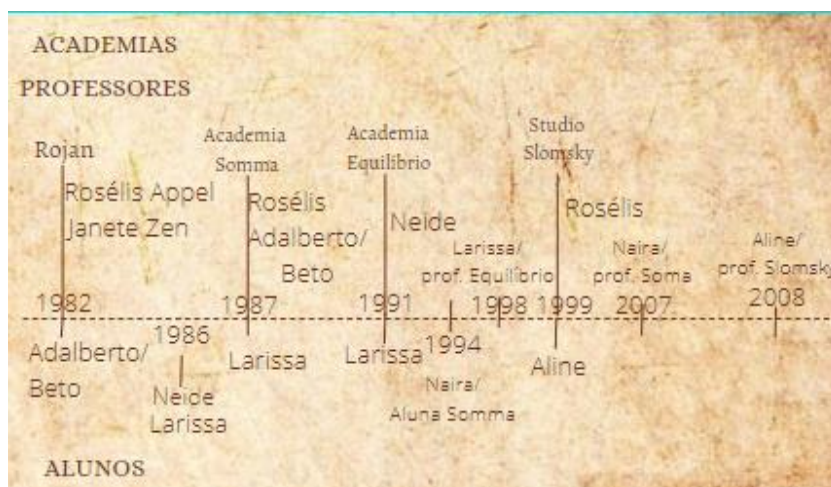 ACADEMIAS
PROFESSORES
Rojan
Rosélis Appel
Janete Zen
1982
Adalberto/
Beto
1986
Neide
Larissa
Academia
Somma
Rosélis
Adalberto/
Beto
1987
Larissa
Academia
Equilíbrio
Neide
1991
Larissa
1994
Naira/
Aluna Somma
Larissa/
prof. Equilíbrio
1998
Studio
Slomsky
Rosélis
1999
Aline
Naira/
prof. Soma
2007
Aline/
prof. Slomsky
2008
ALUNOS